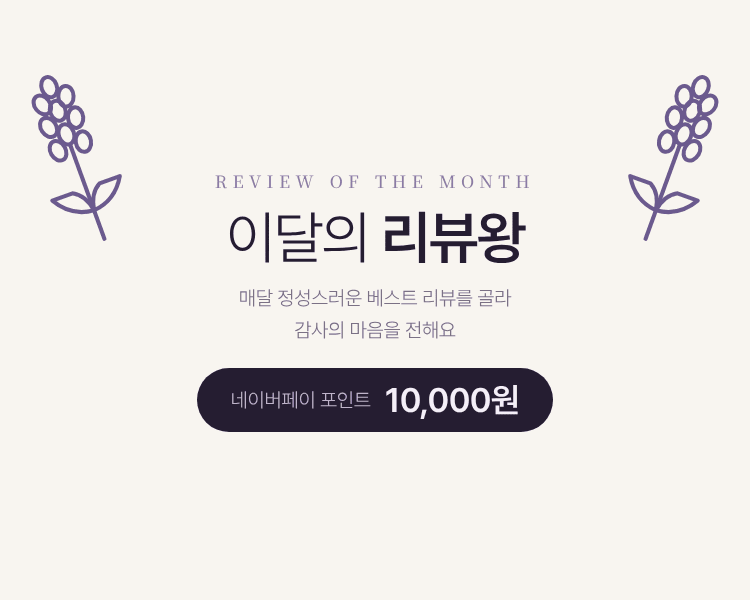 REVIEW OF THE MONTH
이달의 리뷰왕
매달 정성스러운 베스트 리뷰를 골라
감사의 마음을 전해요
네이버페이 포인트 10,000원